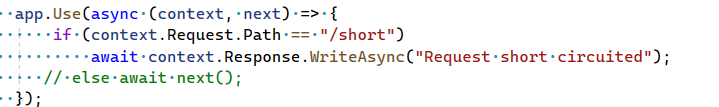 app.Use(async (context, next) => {
if (context.Request.Path == "/short")
await context.Response.WriteAsync("Request short circuited");
// else await next();
});